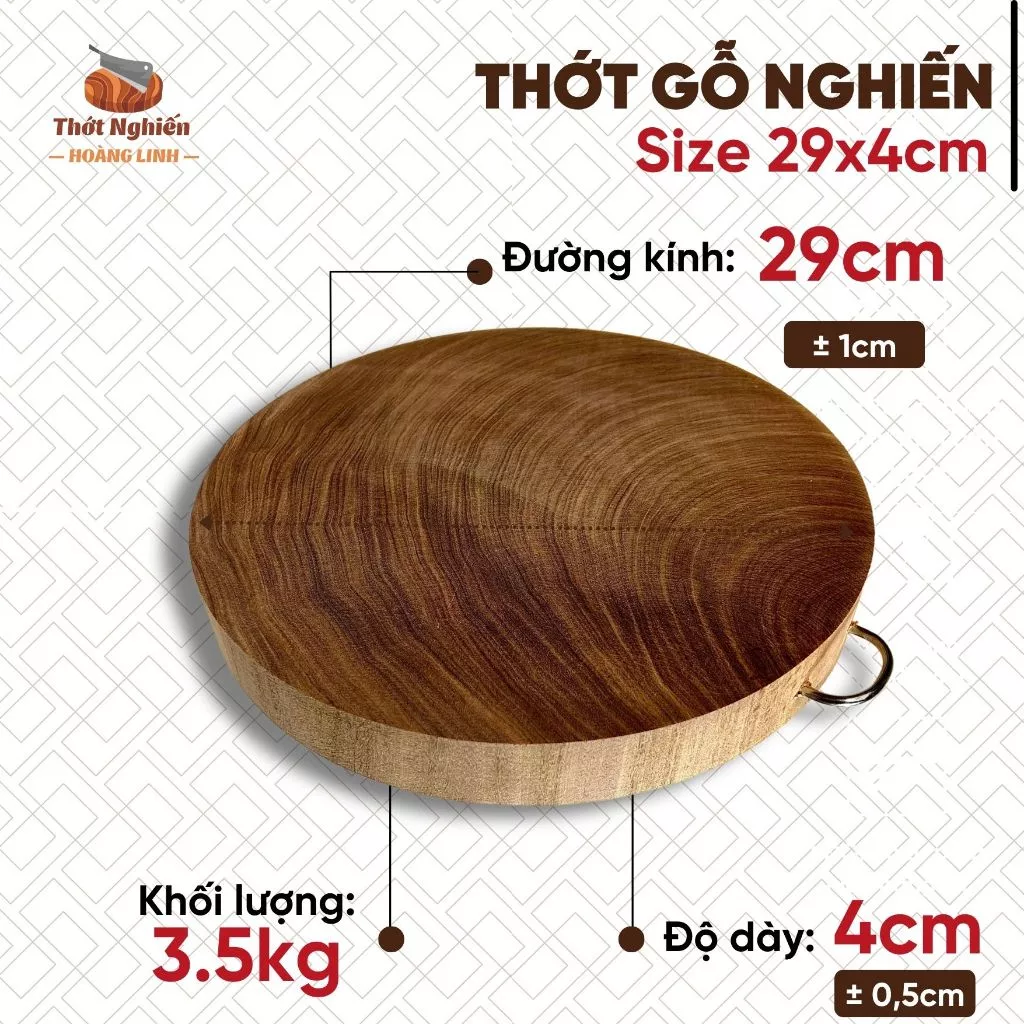 Thớt Nghiến
— HOÀNG LINH —
THỚT GỖ NGHIẾN
Size 29x4cm
Đường kính: 29cm
± 1cm
Khối lượng:
3.5kg
Độ dày: 4cm
± 0,5cm